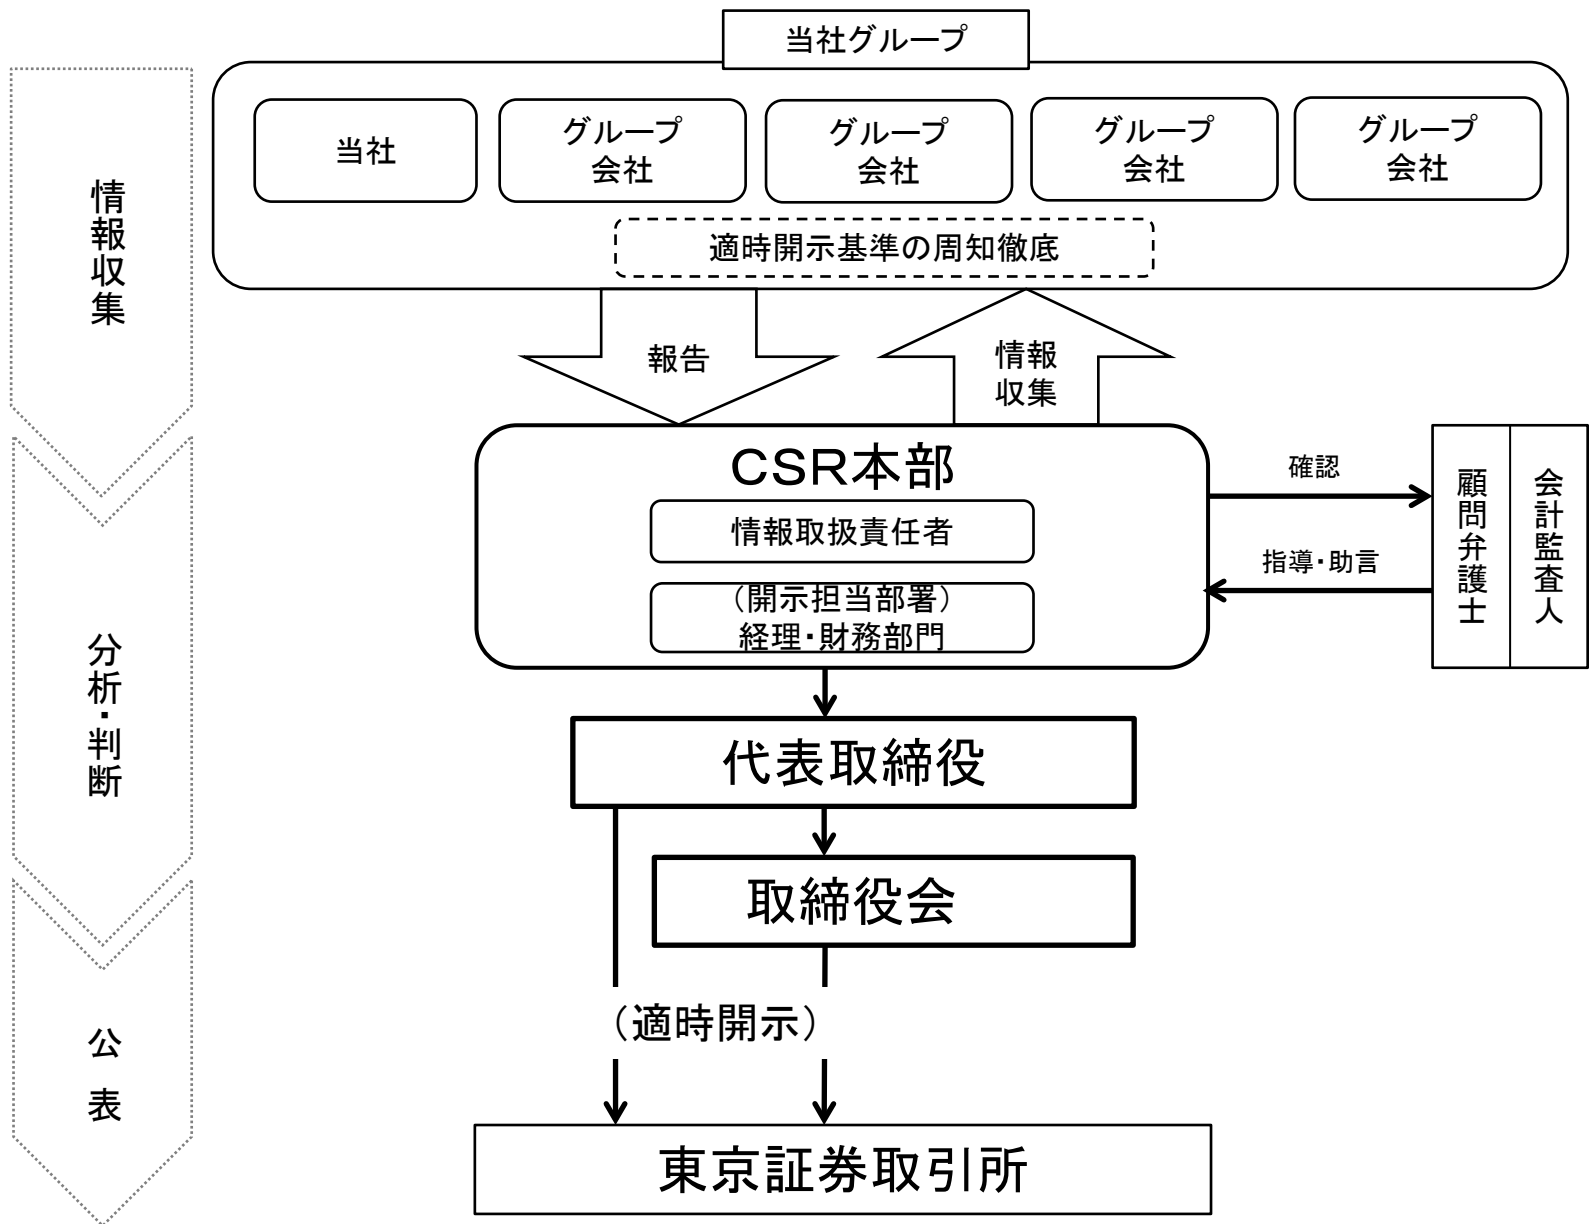 当社グループ
当社
グループ
会社
グループ
会社
グループ
会社
グループ
会社
適時開示基準の周知徹底
情報収集
報告
情報
収集
CSR本部
情報取扱責任者
（開示担当部署）
経理・財務部門
確認
指導・助言
顧問弁護士
会計監査人
分析・判断
代表取締役
取締役会
（適時開示）
公表
東京証券取引所